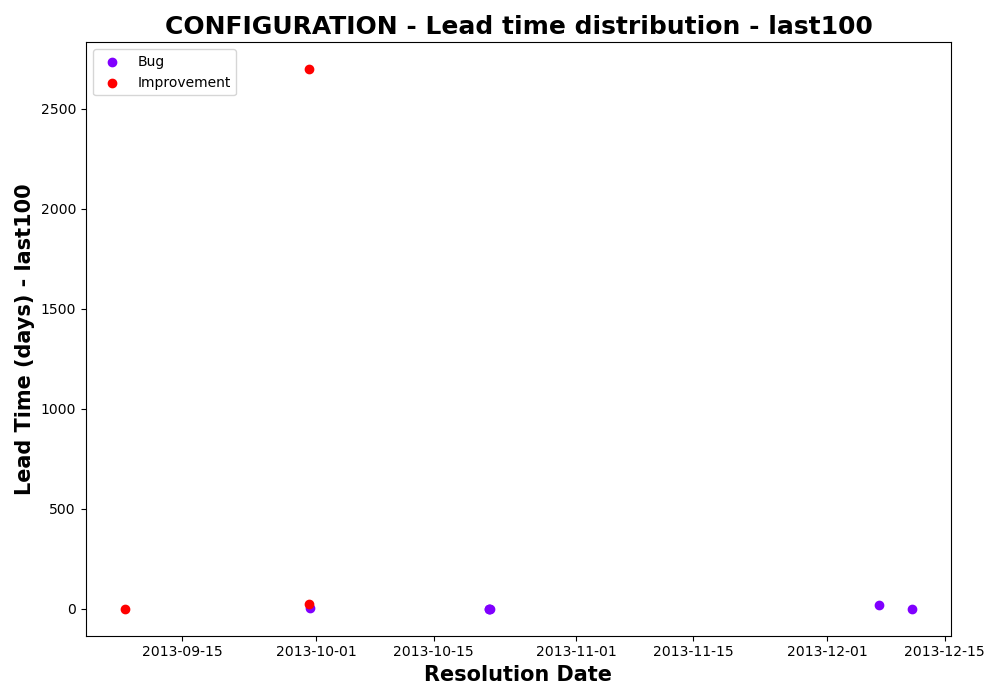 CONFIGURATION - Lead time distribution - last100
Bug
Improvement
Lead Time (days) - last100
2500
2000
1500
1000
500
0
2013-09-15
2013-10-01
2013-10-15
2013-11-01
2013-11-15
2013-12-01
2013-12-15
Resolution Date